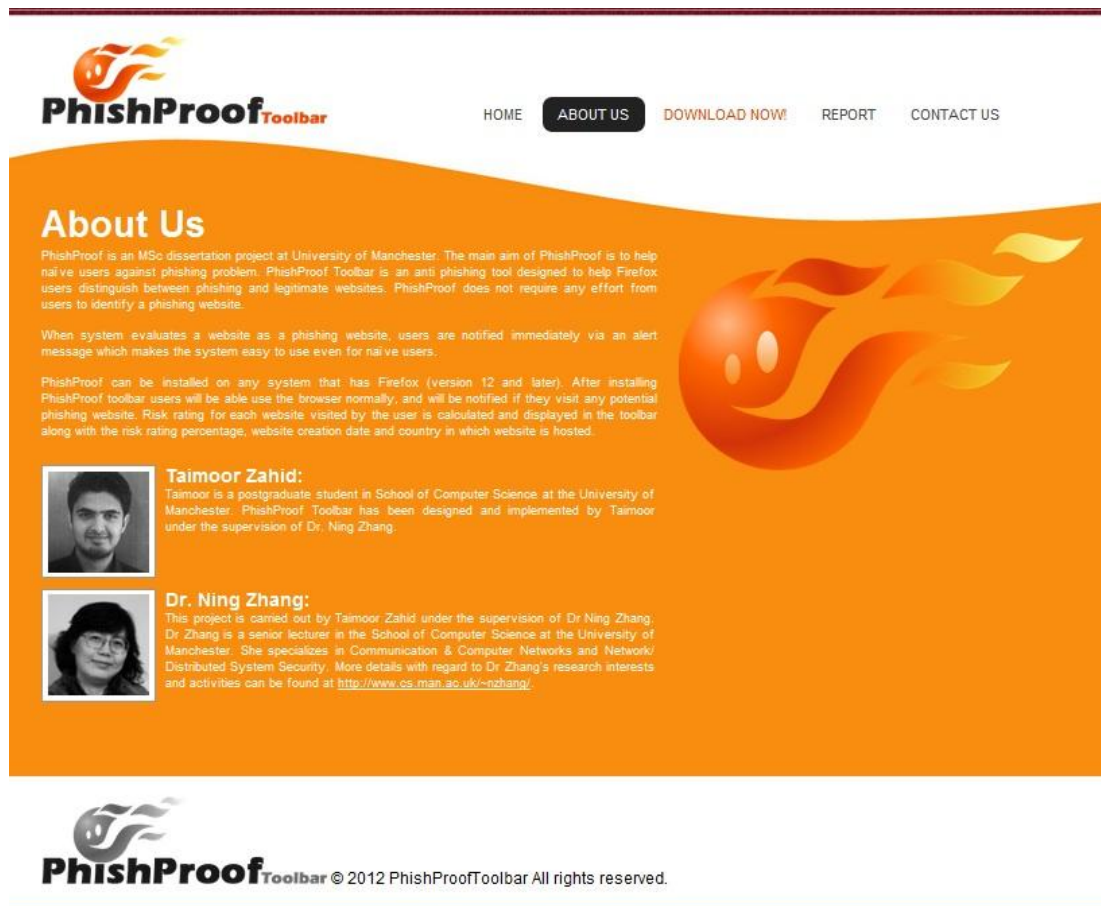 PhishProof Toolbar
HOME
ABOUT US
DOWNLOAD NOW!
REPORT
CONTACT US
About Us
PhishProof is an MSc dissertation project at University of Manchester. The main aim of PhishProof is to help
naïve users against phishing problem. PhishProof Toolbar is an anti phishing tool designed to help Firefox
users distinguish between phishing and legitimate websites. PhishProof does not require any effort from
users to identify a phishing website.
When system evaluates a website as a phishing website, users are notified immediately via an alert
message which makes the system easy to use even for naïve users.
PhishProof can be installed on any system that has Firefox (version 12 and later). After installing
PhishProof toolbar users will be able use the browser normally, and will be notified if they visit any potential
phishing website. Risk rating for each website visited by the user is calculated and displayed in the toolbar
along with the risk rating percentage, website creation date and country in which website is hosted.
Taimoor Zahid:
Taimoor is a postgraduate student in School of Computer Science at the University of
Manchester. PhishProof Toolbar has been designed and implemented by Taimoor
under the supervision of Dr. Ning Zhang.
Dr. Ning Zhang:
This project is carried out by Taimoor Zahid under the supervision of Dr Ning Zhang.
Dr Zhang is a senior lecturer in the School of Computer Science at the University of
Manchester. She specializes in Communication & Computer Networks and Network/
Distributed System Security. More details with regard to Dr Zhang's research interests
and activities can be found at http://www.cs.man.ac.uk/~nzhang/.
PhishProof Toolbar © 2012 PhishProofToolbar All rights reserved.